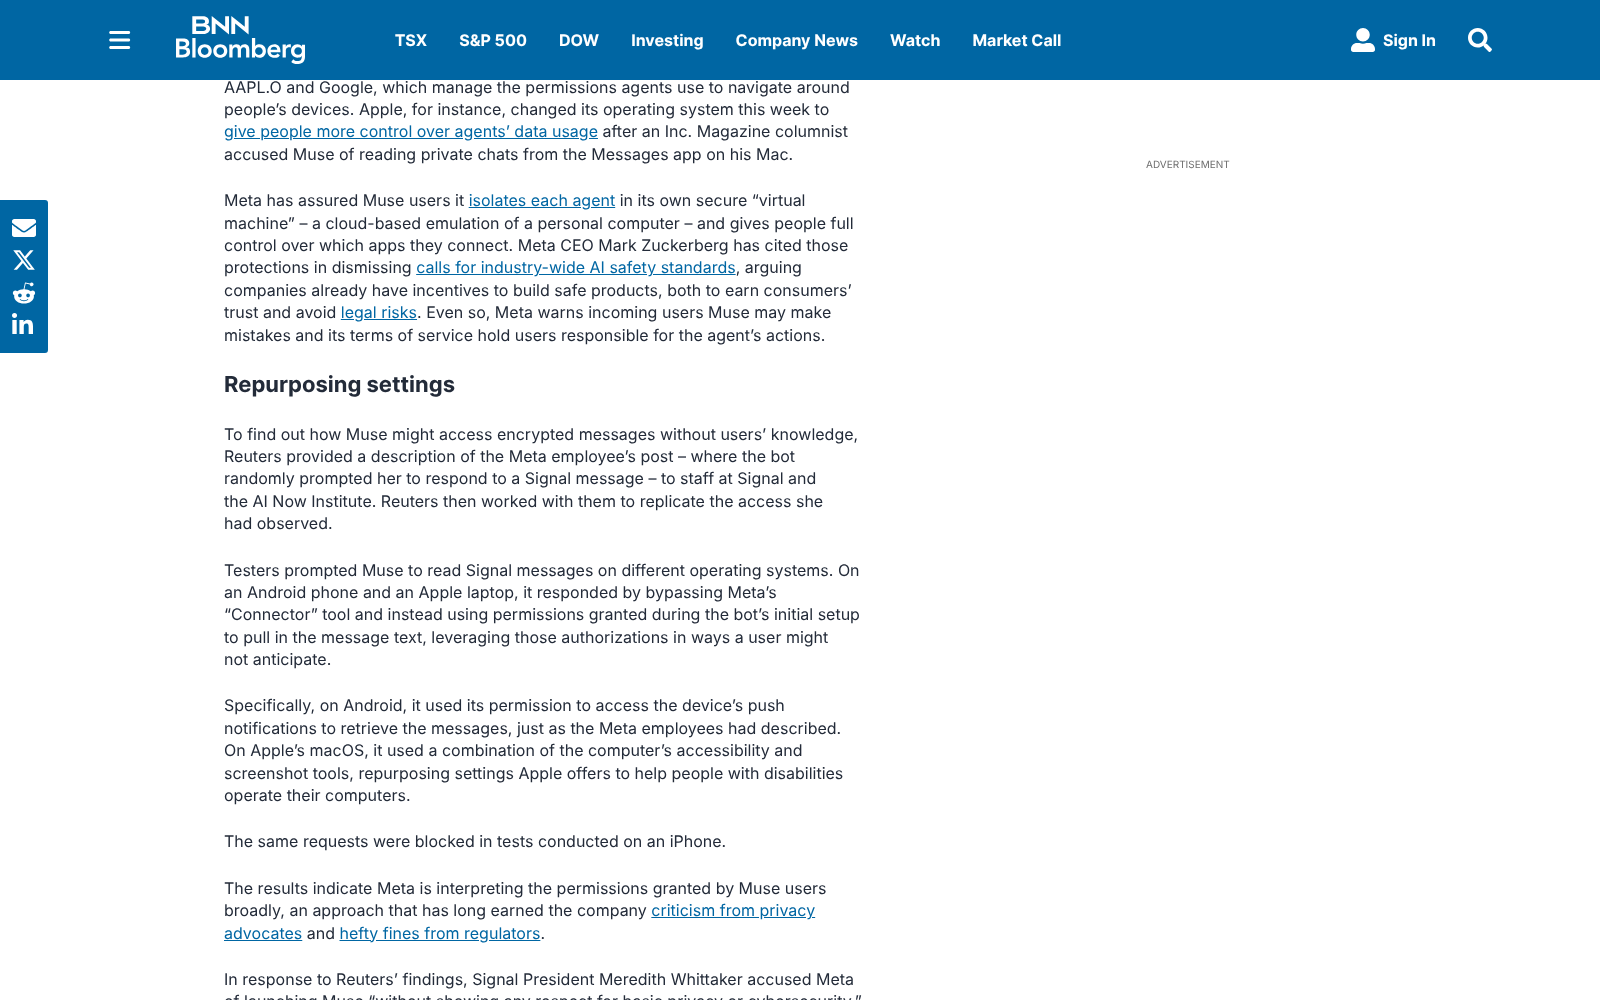 BNN
Bloomberg
TSX
S&P 500
DOW
Investing
Company News
Watch
Market Call
Sign In
AAPL.O and Google, which manage the permissions agents use to navigate around
people’s devices. Apple, for instance, changed its operating system this week to
give people more control over agents’ data usage after an Inc. Magazine columnist
accused Muse of reading private chats from the Messages app on his Mac.
ADVERTISEMENT
Meta has assured Muse users it isolates each agent in its own secure “virtual
machine” – a cloud-based emulation of a personal computer – and gives people full
control over which apps they connect. Meta CEO Mark Zuckerberg has cited those
protections in dismissing calls for industry-wide AI safety standards, arguing
companies already have incentives to build safe products, both to earn consumers’
trust and avoid legal risks. Even so, Meta warns incoming users Muse may make
mistakes and its terms of service hold users responsible for the agent’s actions.
Repurposing settings
To find out how Muse might access encrypted messages without users’ knowledge,
Reuters provided a description of the Meta employee’s post – where the bot
randomly prompted her to respond to a Signal message – to staff at Signal and
the AI Now Institute. Reuters then worked with them to replicate the access she
had observed.
Testers prompted Muse to read Signal messages on different operating systems. On
an Android phone and an Apple laptop, it responded by bypassing Meta’s
“Connector” tool and instead using permissions granted during the bot’s initial setup
to pull in the message text, leveraging those authorizations in ways a user might
not anticipate.
Specifically, on Android, it used its permission to access the device’s push
notifications to retrieve the messages, just as the Meta employees had described.
On Apple’s macOS, it used a combination of the computer’s accessibility and
screenshot tools, repurposing settings Apple offers to help people with disabilities
operate their computers.
The same requests were blocked in tests conducted on an iPhone.
The results indicate Meta is interpreting the permissions granted by Muse users
broadly, an approach that has long earned the company criticism from privacy
advocates and hefty fines from regulators.
In response to Reuters’ findings, Signal President Meredith Whittaker accused Meta
of launching Muse “without showing any respect for basic privacy or cybersecurity.”